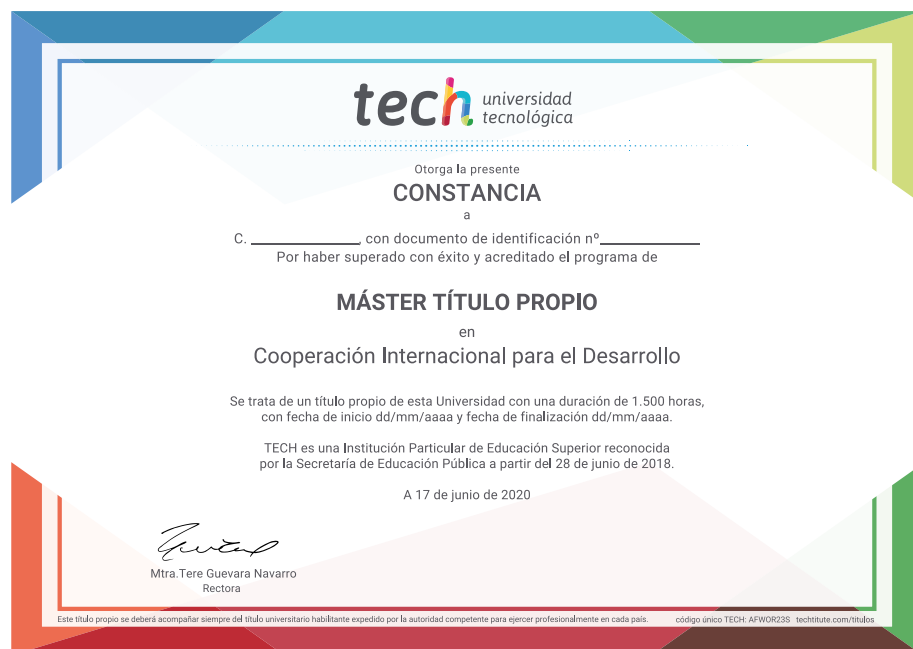 tech universidad
tecnológica
Otorga la presente
CONSTANCIA
a
C. ______________, con documento de identificación nº_____________
Por haber superado con éxito y acreditado el programa de
MÁSTER TÍTULO PROPIO
en
Cooperación Internacional para el Desarrollo
Se trata de un título propio de esta Universidad con una duración de 1.500 horas,
con fecha de inicio dd/mm/aaaa y fecha de finalización dd/mm/aaaa.
TECH es una Institución Particular de Educación Superior reconocida
por la Secretaría de Educación Pública a partir del 28 de junio de 2018.
A 17 de junio de 2020
Mtra.Tere Guevara Navarro
Rectora
Este título propio se deberá acompañar siempre del título universitario habilitante expedido por la autoridad competente para ejercer profesionalmente en cada país. código único TECH: AFWOR23S techtitute.com/titulos